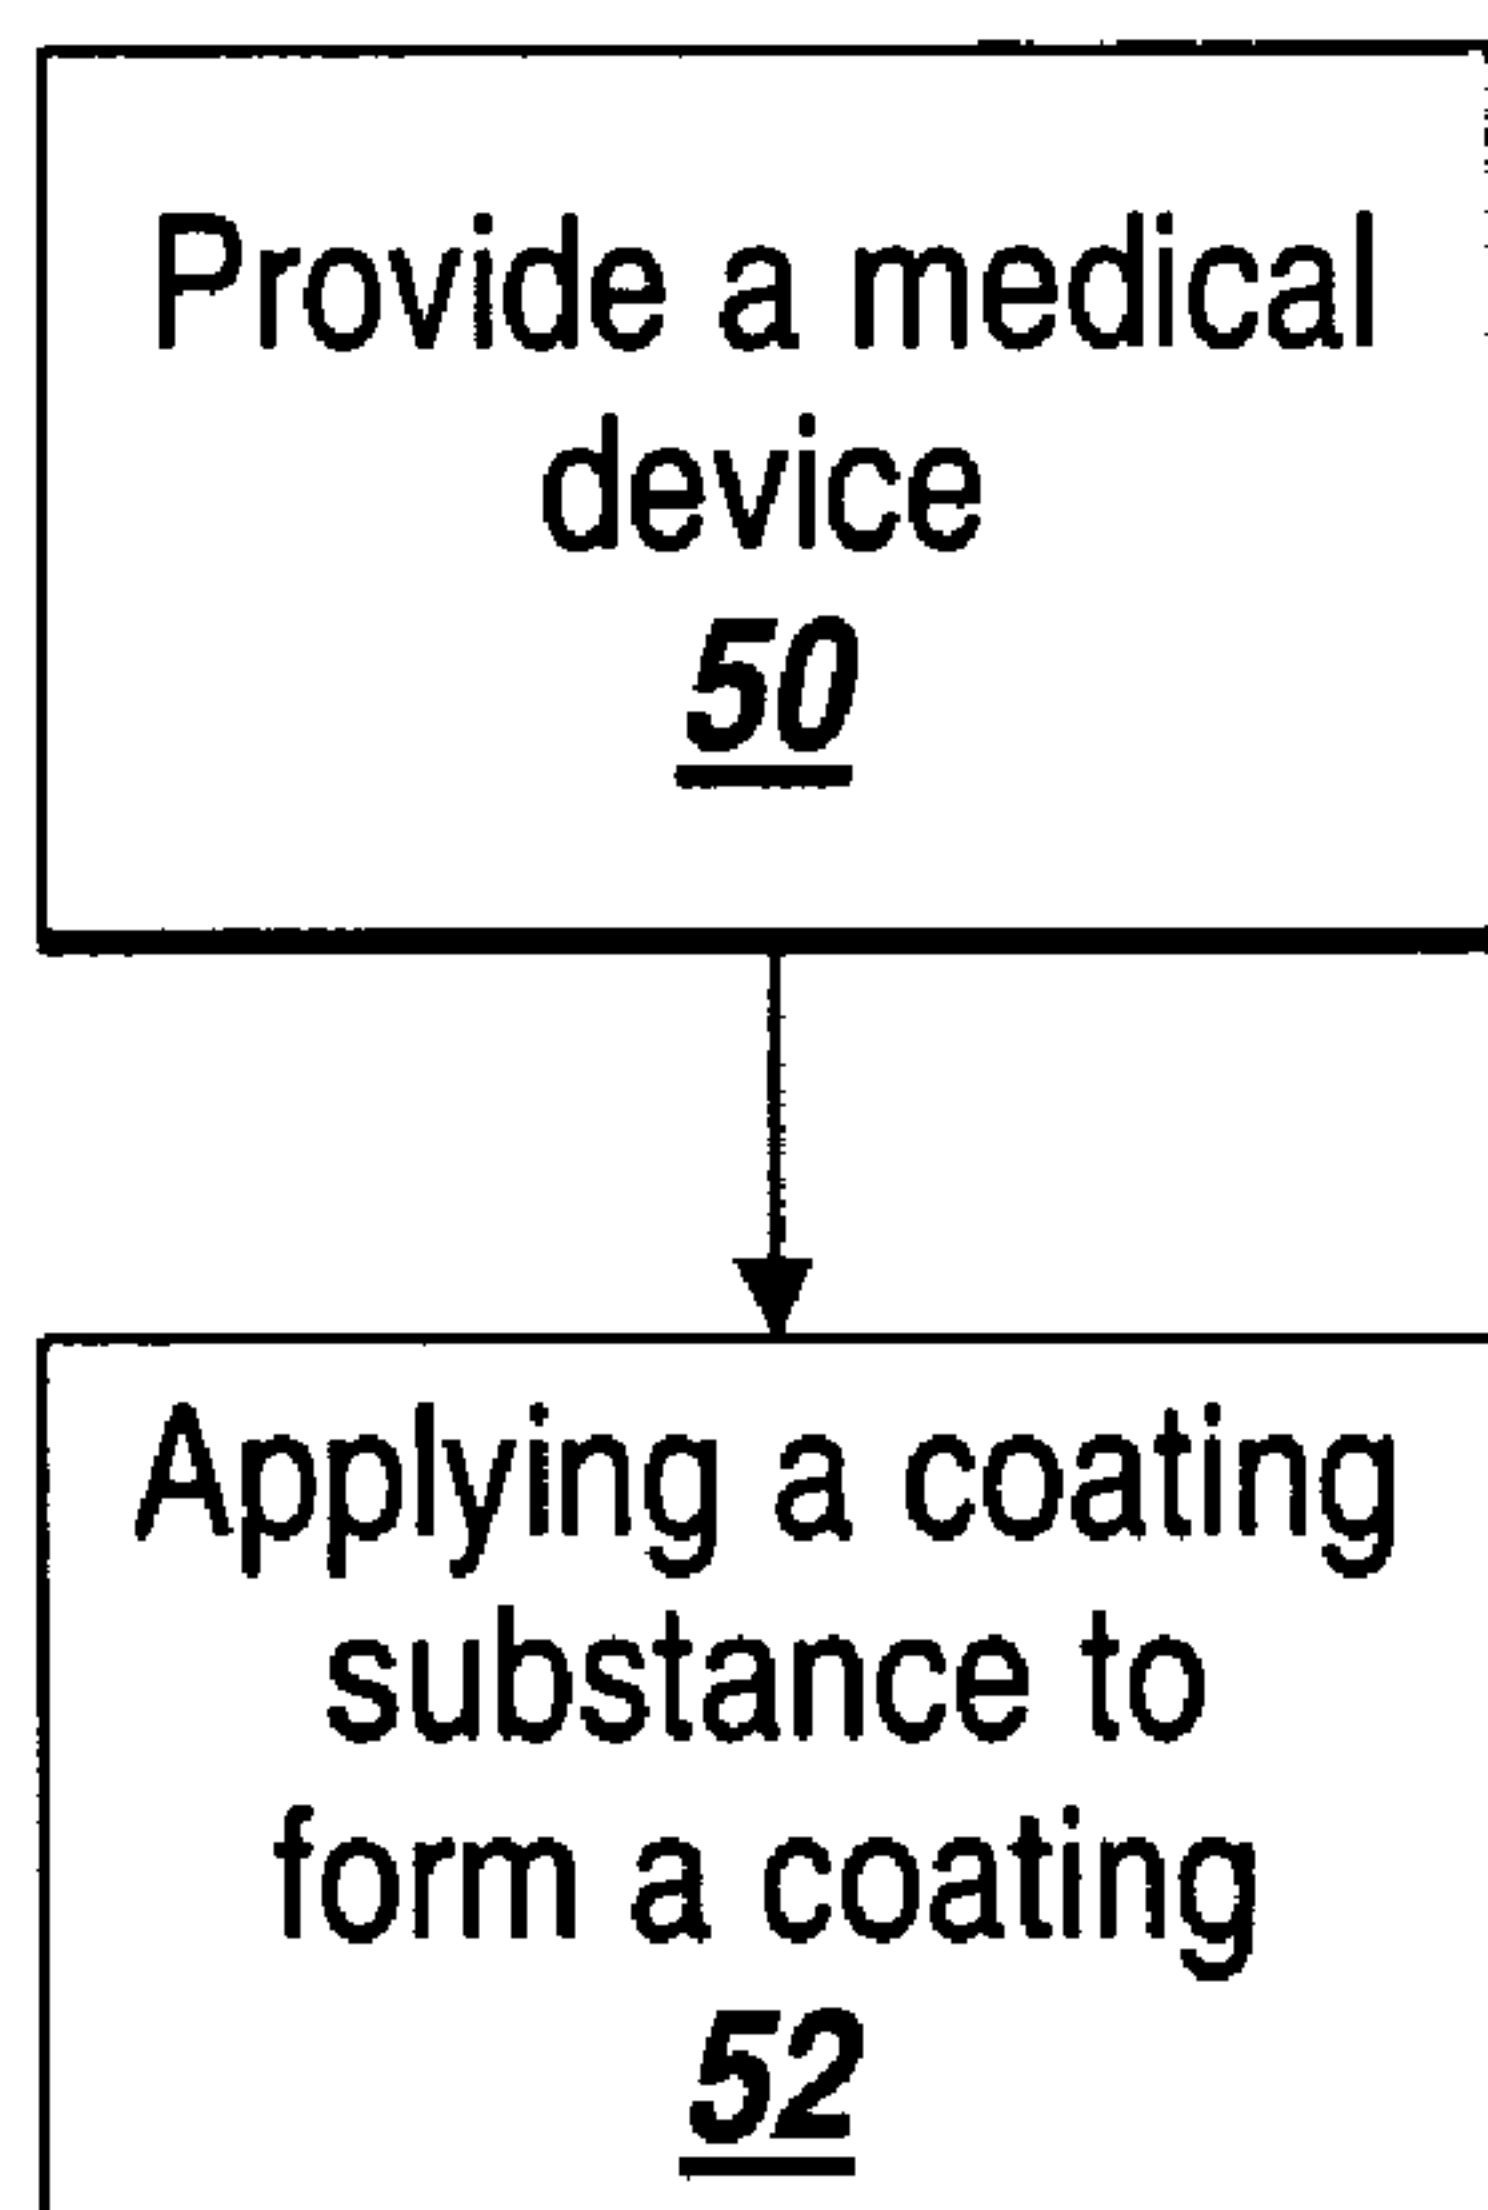 Provide a medical
device
50
Applying a coating
substance to
form a coating
52